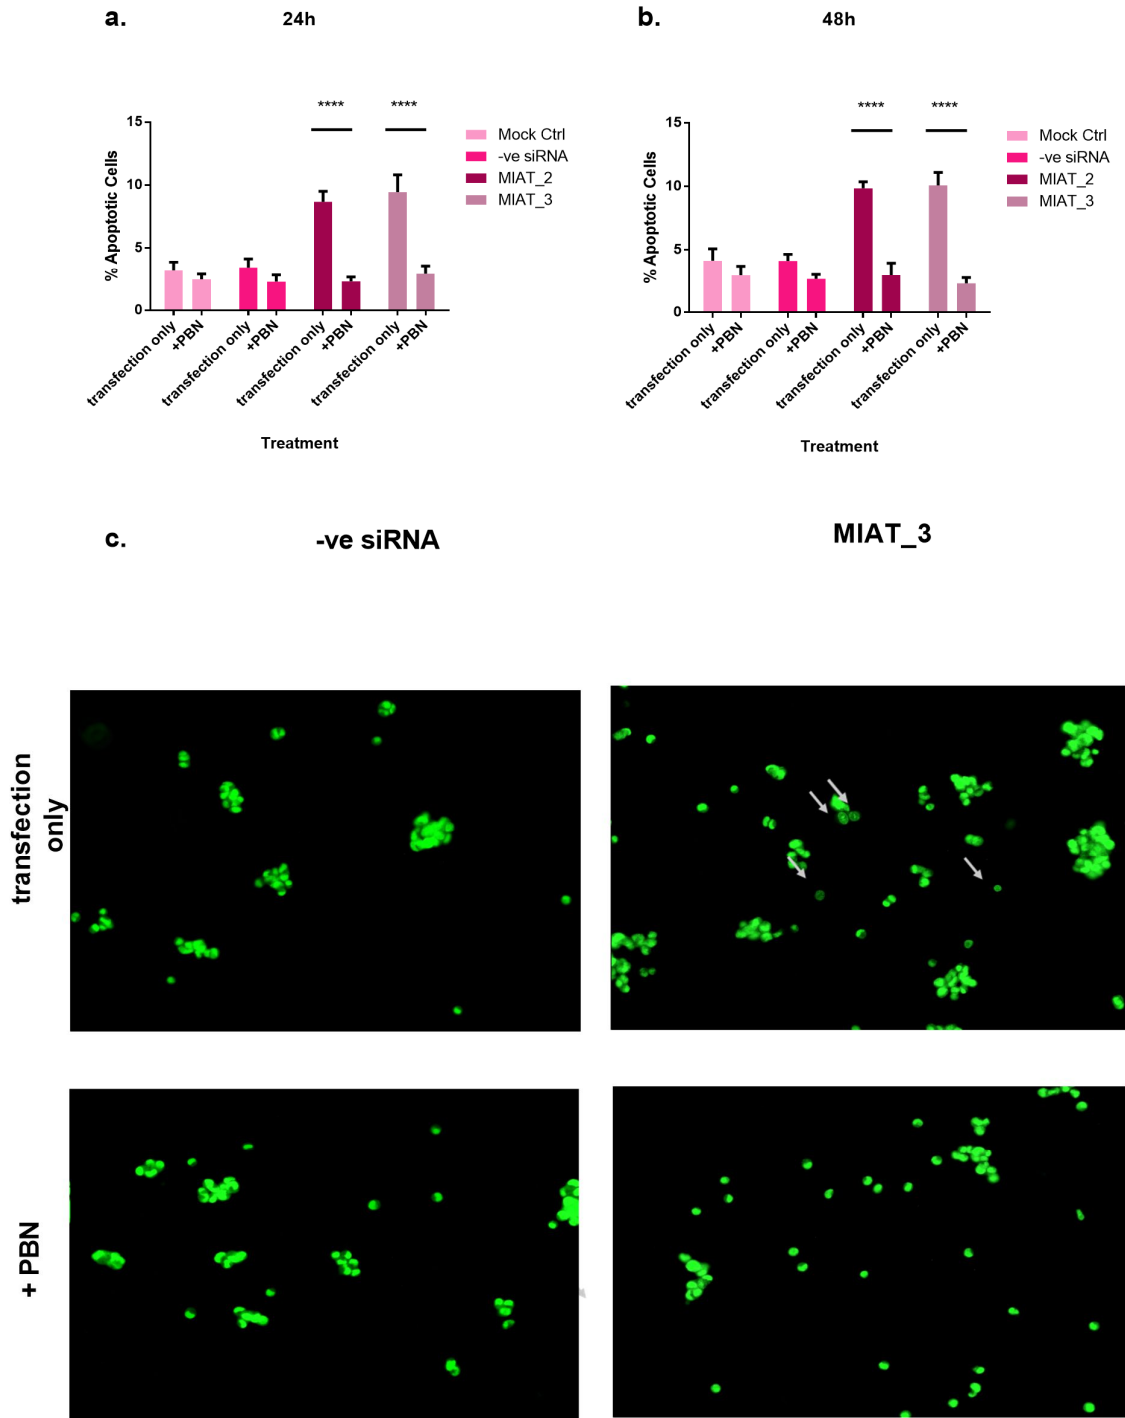 a.
24h
****
****
15
10
5
0
% Apoptotic Cells
Mock Ctrl
-ve siRNA
MIAT_2
MIAT_3
transfection only
+PBN
transfection only
+PBN
transfection only
+PBN
transfection only
+PBN
Treatment
b.
48h
****
****
15
10
5
0
% Apoptotic Cells
Mock Ctrl
-ve siRNA
MIAT_2
MIAT_3
transfection only
+PBN
transfection only
+PBN
transfection only
+PBN
transfection only
+PBN
Treatment
c.
-ve siRNA
MIAT_3
transfection
only
+ PBN